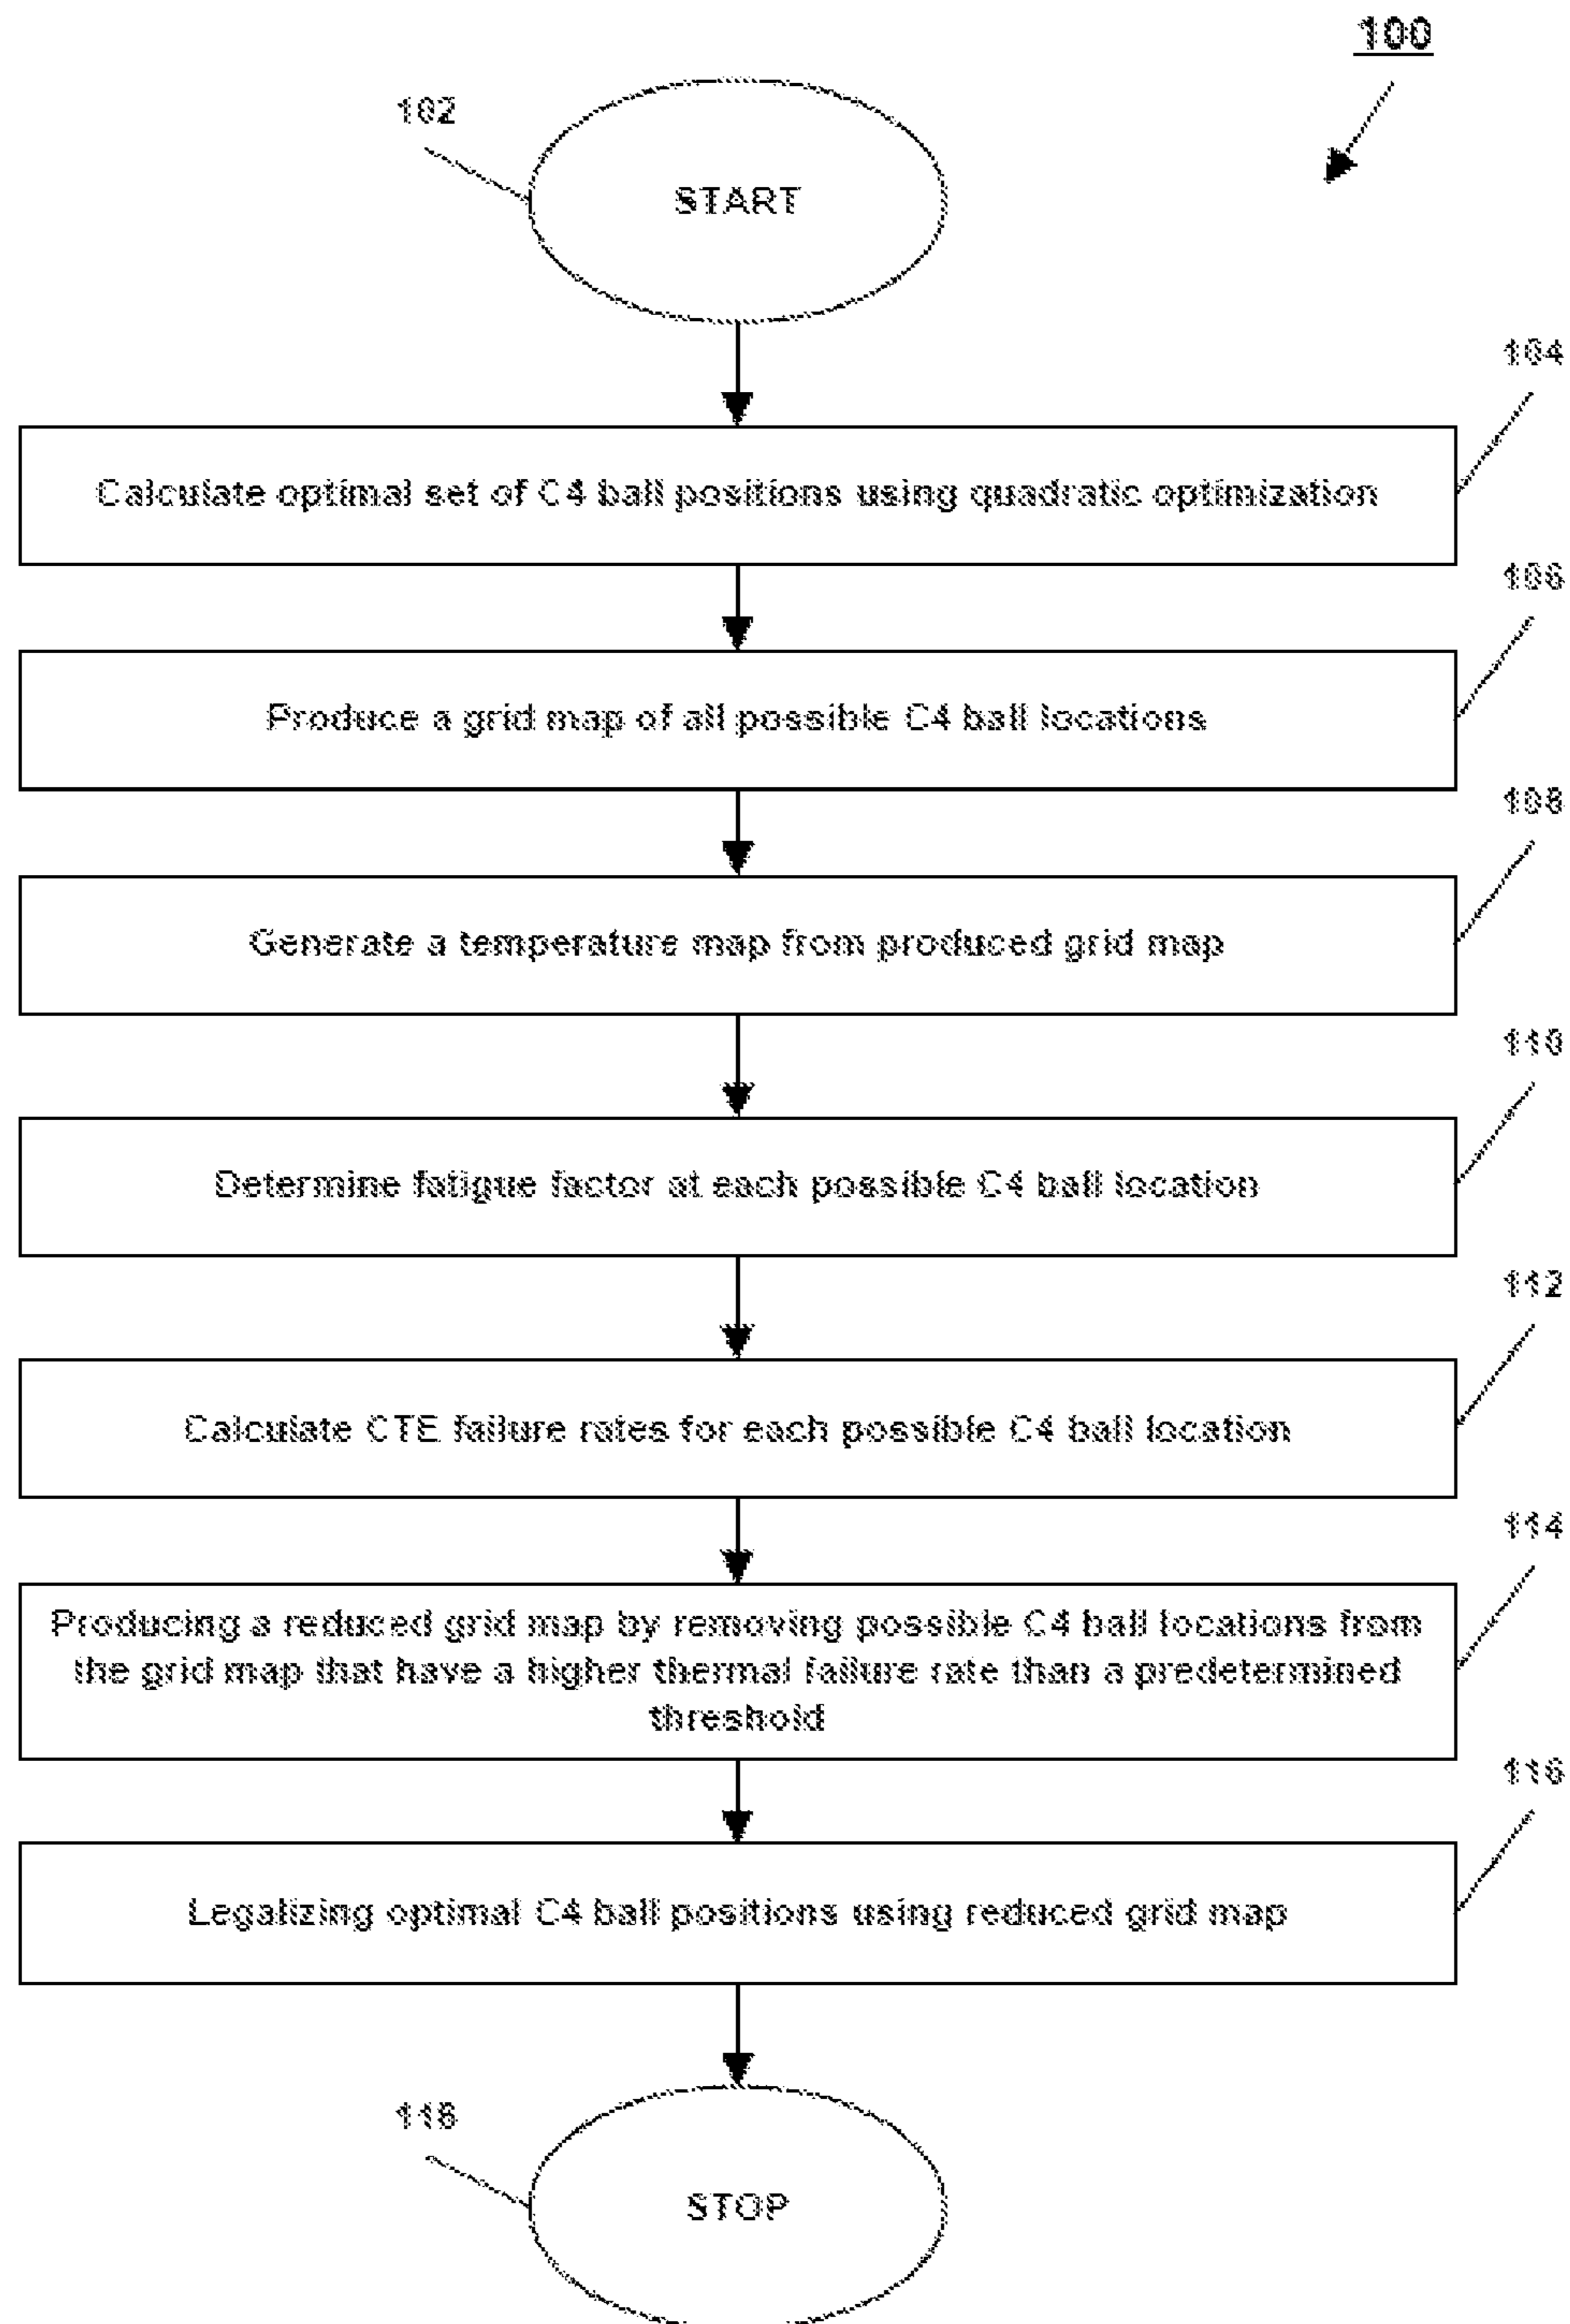 100
102
START
104
Calculate optimal set of C4 ball positions using quadratic optimization
106
Produce a grid map of all possible C4 ball locations
108
Generate a temperature map from produced grid map
110
Determine fatigue factor at each possible C4 ball location
112
Calculate CTE failure rates for each possible C4 ball location
114
Producing a reduced grid map by removing possible C4 ball locations from
the grid map that have a higher thermal failure rate than a predetermined
threshold
116
Legalizing optimal C4 ball positions using reduced grid map
118
STOP